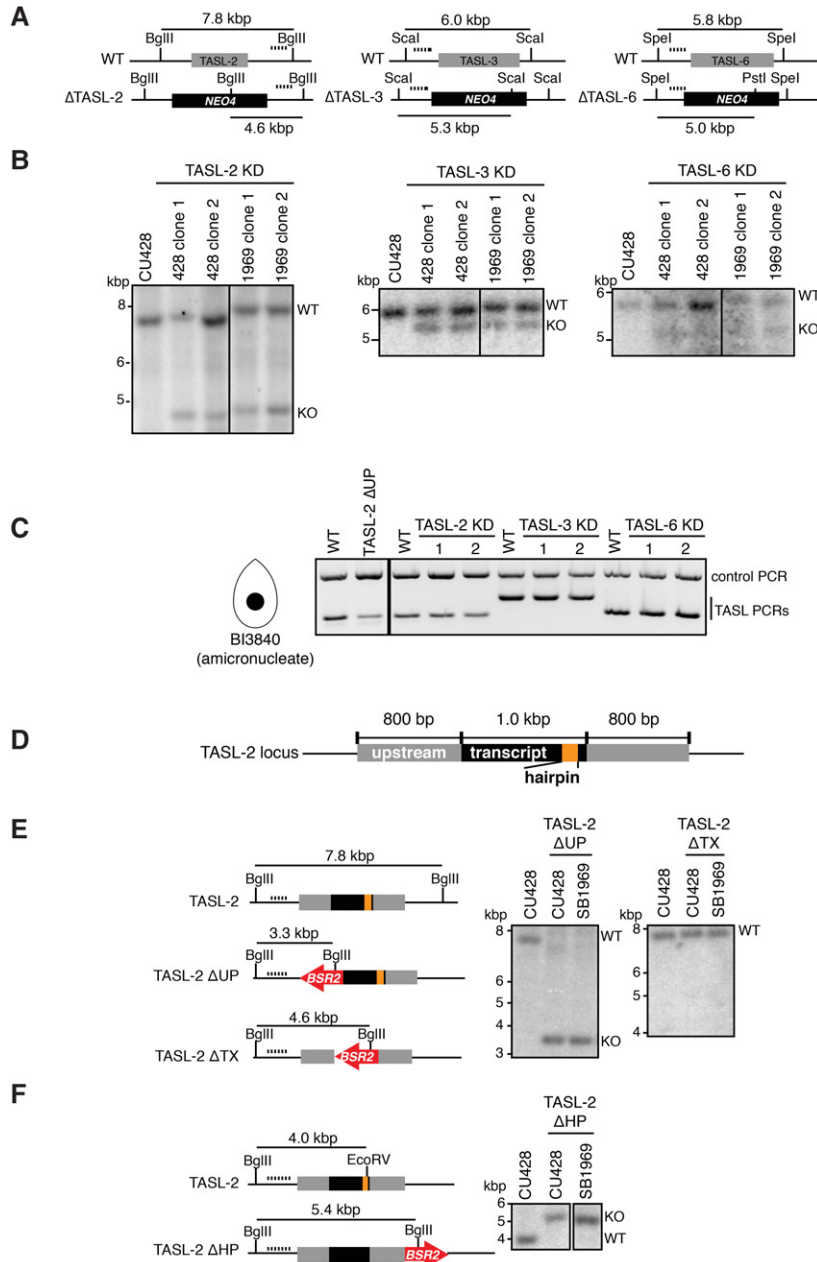 A
7.8 kbp
BglII BglII
WT TASL-2
BglII BglII BglII
ΔTASL-2 NEO4
4.6 kbp
6.0 kbp
ScaI ScaI
WT TASL-3
ScaI ScaI ScaI
ΔTASL-3 NEO4
5.3 kbp
5.8 kbp
SpeI SpeI
WT TASL-6
SpeI PstI SpeI
ΔTASL-6 NEO4
5.0 kbp
B
TASL-2 KD
CU428
428 clone 1
428 clone 2
1969 clone 1
1969 clone 2
kbp
8
6
5
WT
KO
TASL-3 KD
CU428
428 clone 1
428 clone 2
1969 clone 1
1969 clone 2
kbp
6
5
WT
KO
TASL-6 KD
CU428
428 clone 1
428 clone 2
1969 clone 1
1969 clone 2
kbp
6
5
WT
KO
C
WT
TASL-2 ΔUP
WT
TASL-2 KD
1 2
WT
TASL-3 KD
1 2
WT
TASL-6 KD
1 2
control PCR
TASL PCRs
BI3840
(amicronucleate)
D
800 bp 1.0 kbp 800 bp
TASL-2 locus upstream transcript
hairpin
E
7.8 kbp
BglII BglII
TASL-2
3.3 kbp
BglII BglII
TASL-2 ΔUP BSR2
4.6 kbp
BglII BglII
TASL-2 ΔTX BSR2
TASL-2
ΔUP
CU428
CU428
SB1969
kbp
8
6
5
4
3
WT
KO
TASL-2
ΔTX
CU428
CU428
SB1969
kbp
8
6
5
4
WT
F
4.0 kbp
BglII EcoRV
TASL-2
5.4 kbp
BglII BglII
TASL-2 ΔHP BSR2
TASL-2
ΔHP
CU428
CU428
SB1969
kbp
6
5
4
KO
WT